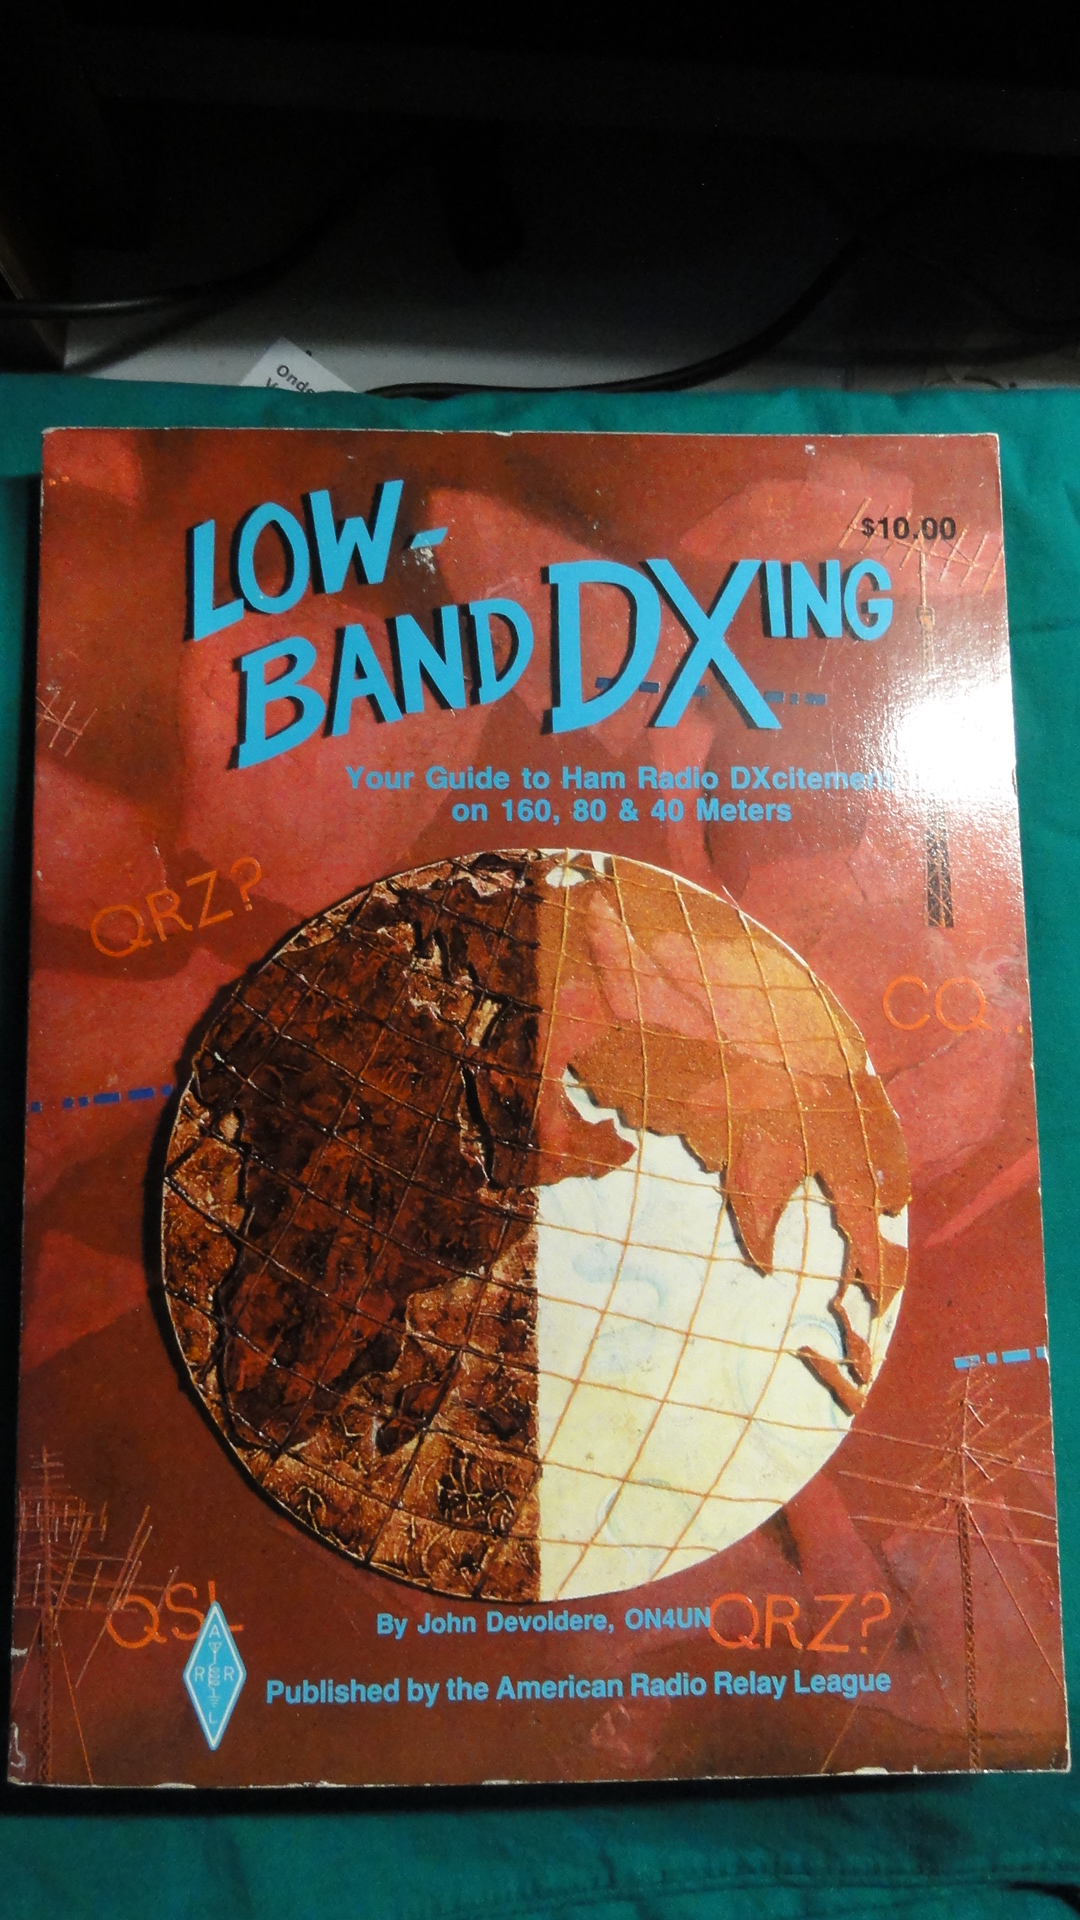 Onde
$10.00
LOW-
BAND DXING
Your Guide to Ham Radio DXcitement
on 160, 80 & 40 Meters
QRZ?
CQ...
QSL
By John Devoldere, ON4UN
QRZ?
A
R R
L
Published by the American Radio Relay League